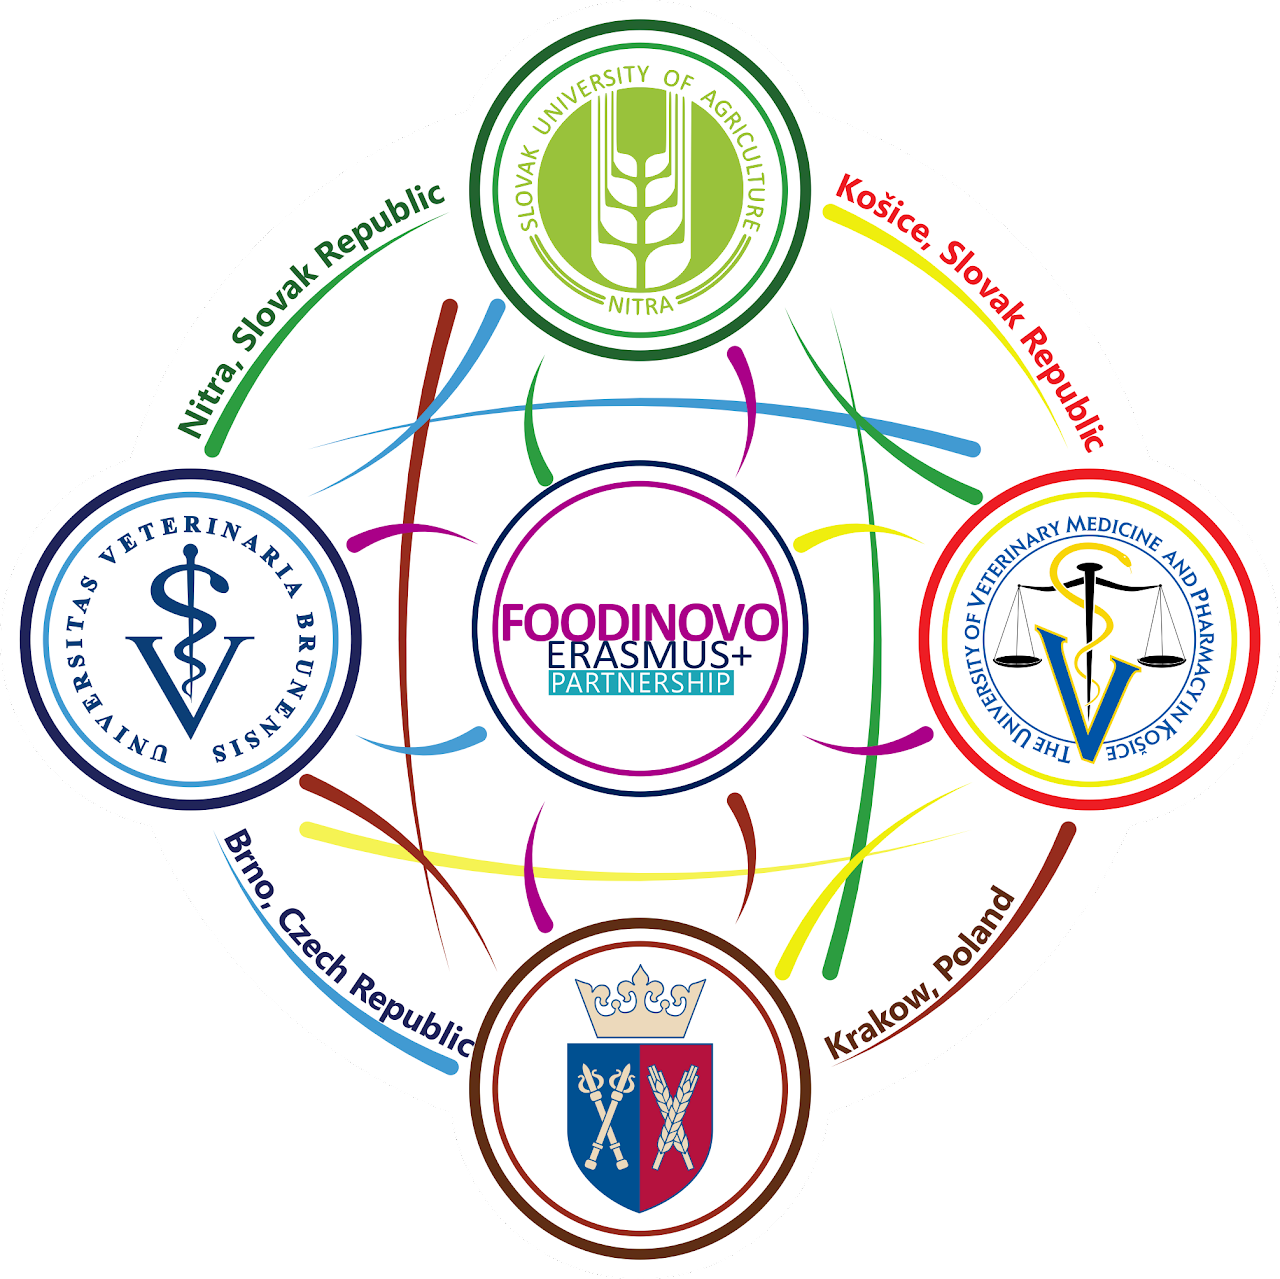 SLOVAK UNIVERSITY OF AGRICULTURE
NITRA
Nitra, Slovak Republic
Košice, Slovak Republic
UNIVERSITAS VETERINARIA BRUNENSIS
FOODINOVO
ERASMUS+
PARTNERSHIP
THE UNIVERSITY OF VETERINARY MEDICINE AND PHARMACY IN KOŠICE
Brno, Czech Republic
Krakow, Poland